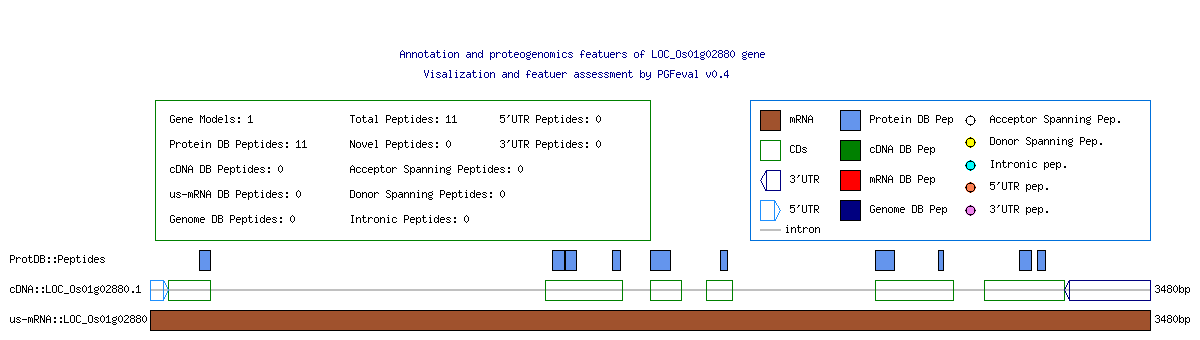 Annotation and proteogenomics featuers of LOC_Os01g02880 gene
Visalization and featuer assessment by PGFeval v0.4
Gene Models: 1 Total Peptides: 11 5'UTR Peptides: 0
Protein DB Peptides: 11 Novel Peptides: 0 3'UTR Peptides: 0
cDNA DB Peptides: 0 Acceptor Spanning Peptides: 0
us-mRNA DB Peptides: 0 Donor Spanning Peptides: 0
Genome DB Peptides: 0 Intronic Peptides: 0
mRNA Protein DB Pep Acceptor Spanning Pep.
CDs cDNA DB Pep Donor Spanning Pep.
3'UTR mRNA DB Pep Intronic pep.
5'UTR Genome DB Pep 5'UTR pep.
intron 3'UTR pep.
ProtDB::Peptides
cDNA::LOC_Os01g02880.1 3480bp
us-mRNA::LOC_Os01g02880 3480bp